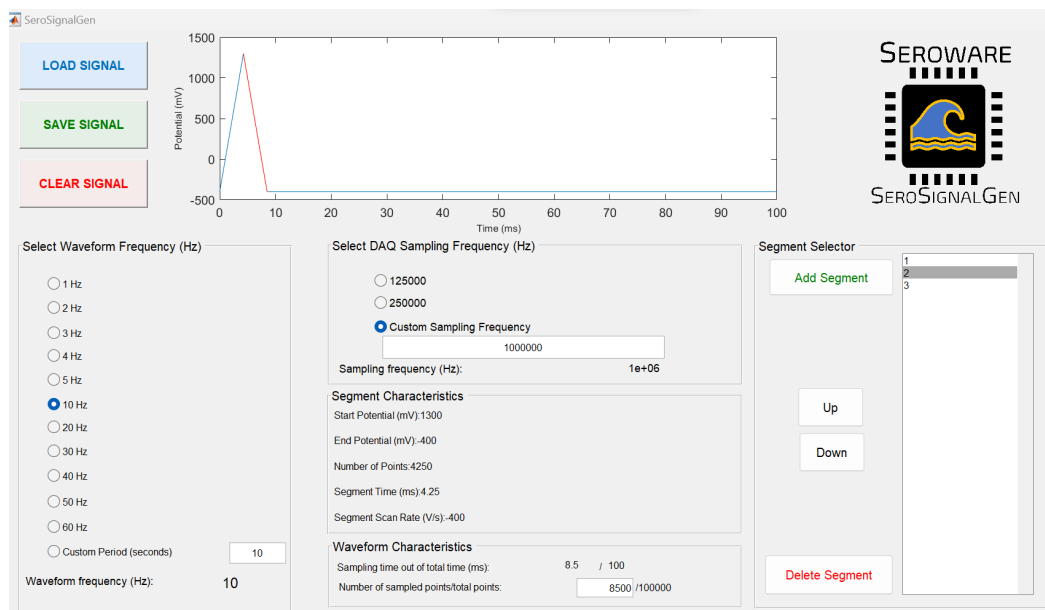 SeroSignalGen
LOAD SIGNAL
SAVE SIGNAL
CLEAR SIGNAL
1500
1000
500
0
-500
Potential (mV)
0 10 20 30 40 50 60 70 80 90 100
Time (ms)
SEROWARE
SEROSIGNALGEN
Select Waveform Frequency (Hz)
1 Hz
2 Hz
3 Hz
4 Hz
5 Hz
10 Hz
20 Hz
30 Hz
40 Hz
50 Hz
60 Hz
Custom Period (seconds) 10
Waveform frequency (Hz): 10
Select DAQ Sampling Frequency (Hz)
125000
250000
Custom Sampling Frequency
1000000
Sampling frequency (Hz): 1e+06
Segment Characteristics
Start Potential (mV):1300
End Potential (mV):-400
Number of Points:4250
Segment Time (ms):4.25
Segment Scan Rate (V/s):-400
Waveform Characteristics
Sampling time out of total time (ms): 8.5 / 100
Number of sampled points/total points: 8500 /100000
Segment Selector
Add Segment
1
2
3
Up
Down
Delete Segment